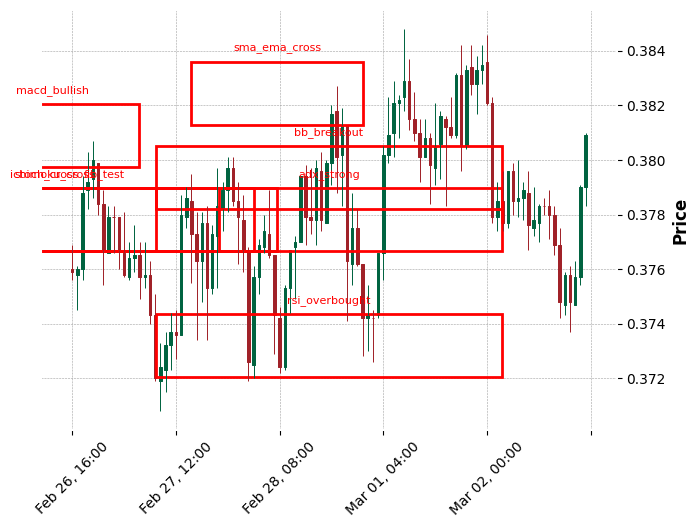 sma_ema_cross
0.384
macd_bullish
0.382
bb_breakout
0.380
adx_strong
0.378
Price
0.376
rsi_overbought
0.374
0.372
Feb 26, 16:00
Feb 27, 12:00
Feb 28, 08:00
Mar 01, 04:00
Mar 02, 00:00